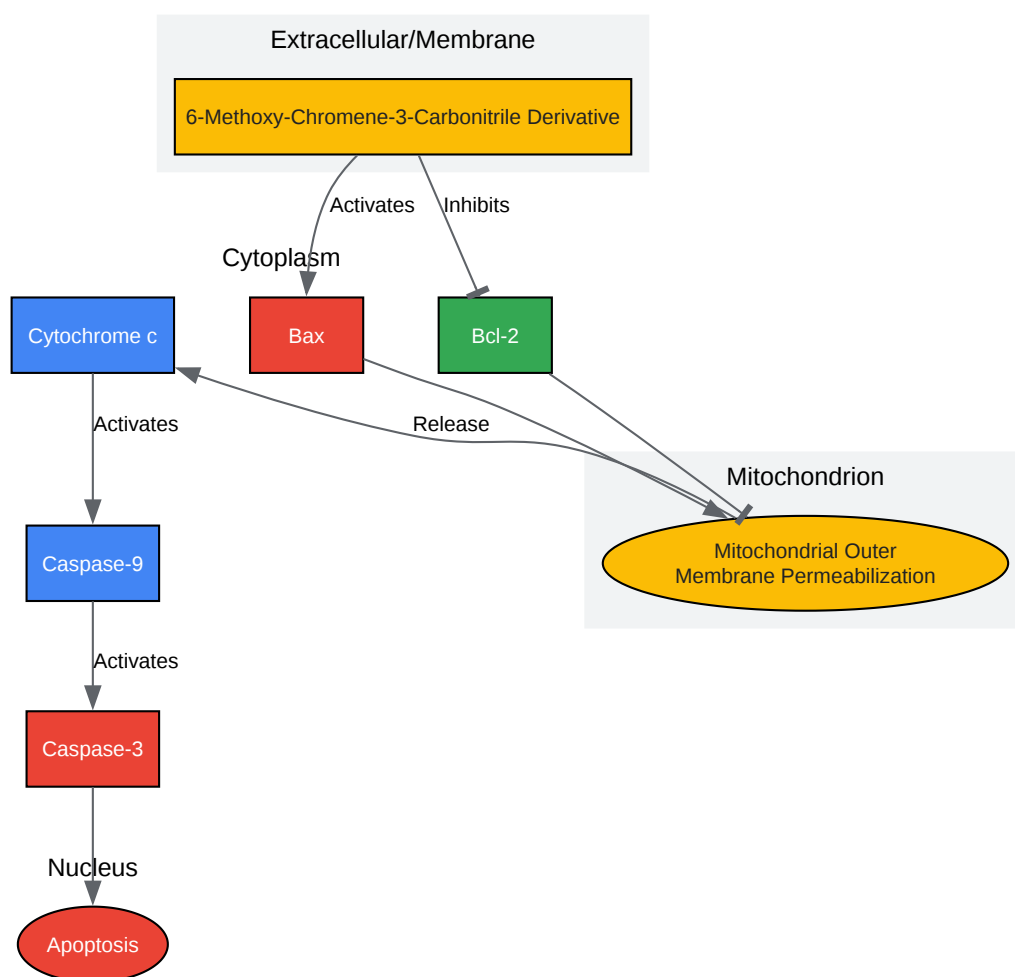 Extracellular/Membrane
6-Methoxy-Chromene-3-Carbonitrile Derivative
Activates
Inhibits
Cytoplasm
Cytochrome c
Bax
Bcl-2
Activates
Release
Mitochondrion
Mitochondrial Outer
Membrane Permeabilization
Caspase-9
Activates
Caspase-3
Nucleus
Apoptosis